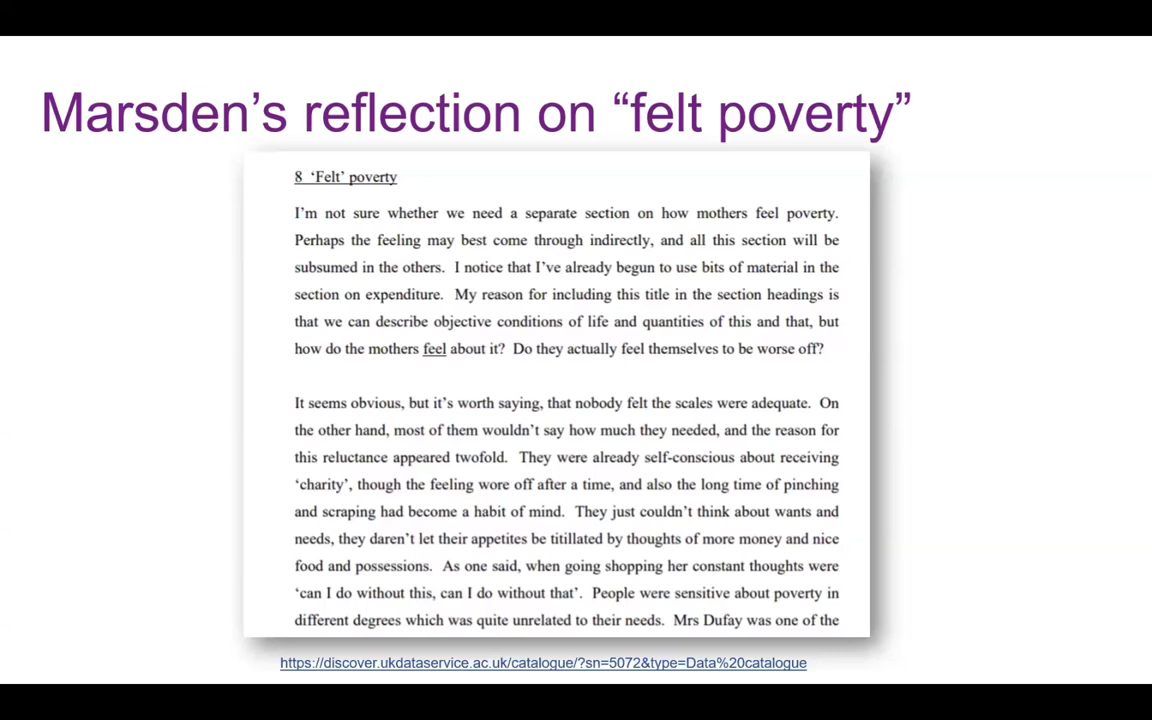 Marsden’s reflection on “felt poverty”
8 ‘Felt’ poverty
I’m not sure whether we need a separate section on how mothers feel poverty.
Perhaps the feeling may best come through indirectly, and all this section will be
subsumed in the others. I notice that I’ve already begun to use bits of material in the
section on expenditure. My reason for including this title in the section headings is
that we can describe objective conditions of life and quantities of this and that, but
how do the mothers feel about it? Do they actually feel themselves to be worse off?
It seems obvious, but it’s worth saying, that nobody felt the scales were adequate. On
the other hand, most of them wouldn’t say how much they needed, and the reason for
this reluctance appeared twofold. They were already self-conscious about receiving
‘charity’, though the feeling wore off after a time, and also the long time of pinching
and scraping had become a habit of mind. They just couldn’t think about wants and
needs, they daren’t let their appetites be titillated by thoughts of more money and nice
food and possessions. As one said, when going shopping her constant thoughts were
‘can I do without this, can I do without that’. People were sensitive about poverty in
different degrees which was quite unrelated to their needs. Mrs Dufay was one of the
https://discover.ukdataservice.ac.uk/catalogue/?sn=5072&type=Data%20catalogue